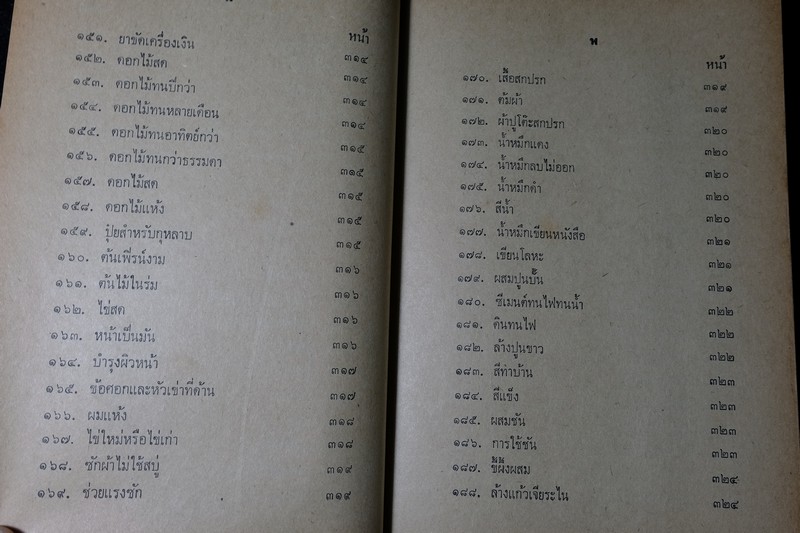 หน้า
๑๕๑. ยาขัดเครื่องเงิน ๓๑๔
๑๕๒. ดอกไม้สด ๓๑๔
๑๕๓. ดอกไม้ทนปีกว่า ๓๑๔
๑๕๔. ดอกไม้ทนหลายเดือน ๓๑๔
๑๕๕. ดอกไม้ทนอาทิตย์กว่า ๓๑๕
๑๕๖. ดอกไม้ทนกว่าธรรมดา ๓๑๕
๑๕๗. ดอกไม้สด ๓๑๕
๑๕๘. ดอกไม้แห้ง ๓๑๕
๑๕๙. ปุ๋ยสำหรับกุหลาบ ๓๑๕
๑๖๐. ต้นเฟิร์นงาม ๓๑๖
๑๖๑. ต้นไม้ในร่ม ๓๑๖
๑๖๒. ไข่สด ๓๑๖
๑๖๓. หน้าเป็นมัน ๓๑๖
๑๖๔. บำรุงผิวหน้า ๓๑๗
๑๖๕. ข้อศอกและหัวเข่าที่ด้าน ๓๑๗
๑๖๖. ผมแห้ง ๓๑๘
๑๖๗. ไข่ใหม่หรือไข่เก่า ๓๑๘
๑๖๘. ซักผ้าไม่ใช้สบู่ ๓๑๙
๑๖๙. ช่วยแรงซัก ๓๑๙
พ
หน้า
๑๗๐. เสื้อสกปรก ๓๑๙
๑๗๑. ต้มผ้า ๓๑๙
๑๗๒. ผ้าปูโต๊ะสกปรก ๓๒๐
๑๗๓. น้ำหมึกแดง ๓๒๐
๑๗๔. น้ำหมึกลบไม่ออก ๓๒๐
๑๗๕. น้ำหมึกดำ ๓๒๐
๑๗๖. สีน้ำ ๓๒๐
๑๗๗. น้ำหมึกเขียนหนังสือ ๓๒๑
๑๗๘. เขียนโลหะ ๓๒๑
๑๗๙. ผสมปูนปั้น ๓๒๑
๑๘๐. ซีเมนต์ทนไฟทนน้ำ ๓๒๒
๑๘๑. ดินทนไฟ ๓๒๒
๑๘๒. ล้างปูนขาว ๓๒๒
๑๘๓. สีทาบ้าน ๓๒๓
๑๘๔. สีแข็ง ๓๒๓
๑๘๕. ผสมชัน ๓๒๓
๑๘๖. การใช้ชัน ๓๒๓
๑๘๗. ขี้ผึ้งผสม ๓๒๔
๑๘๘. ล้างแก้วเจียระไน ๓๒๔